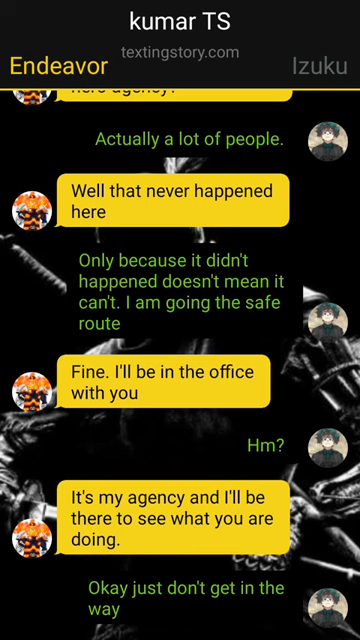 kumar TS
textingstory.com
Endeavor
Izuku
hero agency?
Actually a lot of people.
Well that never happened
here
Only because it didn't
happened doesn't mean it
can't. I am going the safe
route
Fine. I'll be in the office
with you
Hm?
It's my agency and I'll be
there to see what you are
doing.
Okay just don't get in the
way